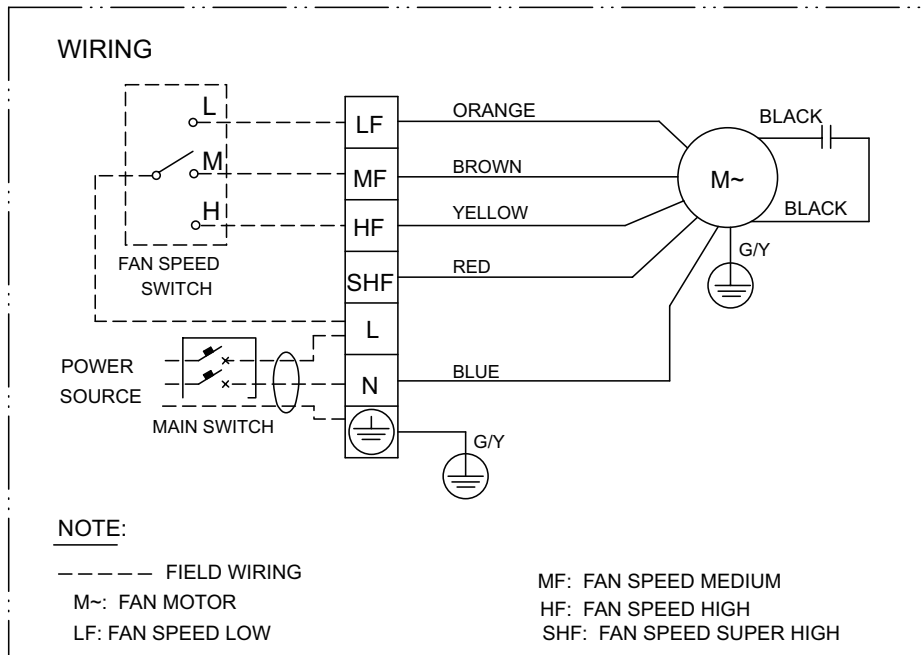 WIRING
L
M
H
FAN SPEED
SWITCH
LF
MF
HF
SHF
L
N
ORANGE
BROWN
YELLOW
RED
BLUE
M~
BLACK
BLACK
G/Y
POWER
SOURCE
MAIN SWITCH
G/Y
NOTE:
FIELD WIRING
M~: FAN MOTOR
LF: FAN SPEED LOW
MF: FAN SPEED MEDIUM
HF: FAN SPEED HIGH
SHF: FAN SPEED SUPER HIGH